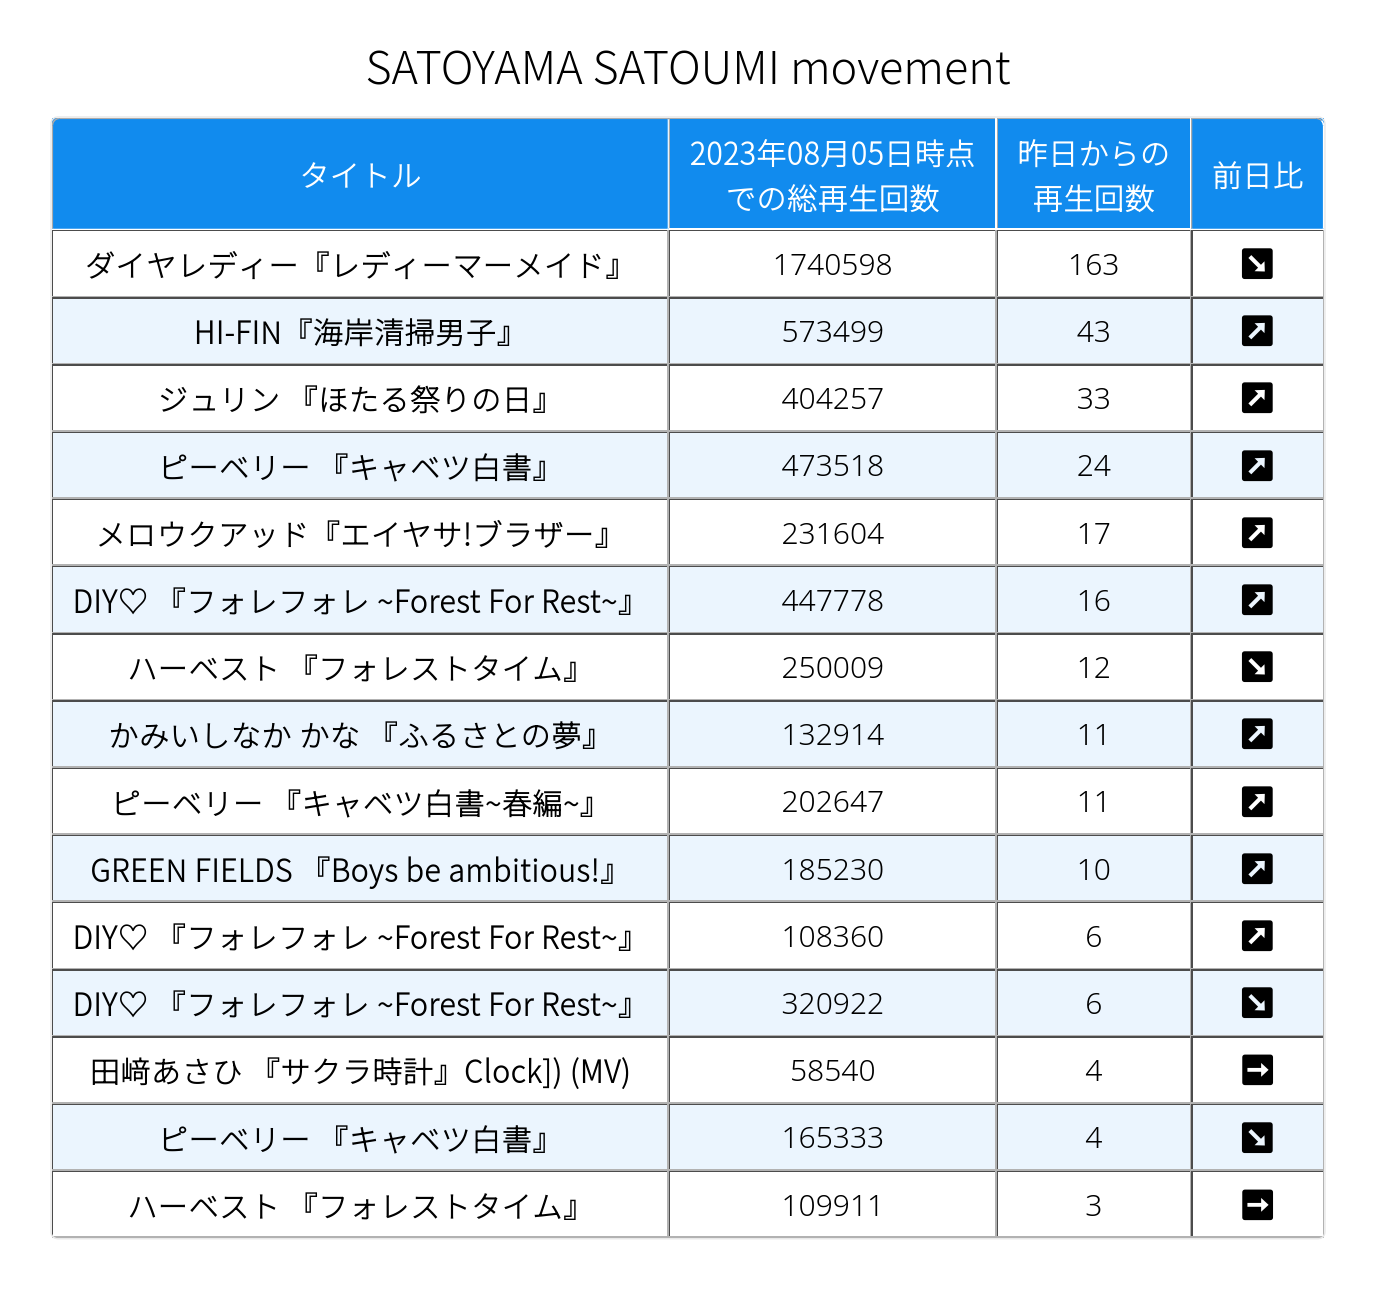 SATOYAMA SATOUMI movement
タイトル
2023年08月05日時点
での総再生回数
昨日からの
再生回数
前日比
ダイヤレディー『レディーマーメイド』 1740598 163 ↘
HI-FIN『海岸清掃男子』 573499 43 ↗
ジュリン 『ほたる祭りの日』 404257 33 ↗
ピーベリー 『キャベツ白書』 473518 24 ↗
メロウクアッド『エイヤサ!ブラザー』 231604 17 ↗
DIY♡ 『フォレフォレ ~Forest For Rest~』 447778 16 ↗
ハーベスト 『フォレストタイム』 250009 12 ↘
かみいしなか かな 『ふるさとの夢』 132914 11 ↗
ピーベリー 『キャベツ白書~春編~』 202647 11 ↗
GREEN FIELDS 『Boys be ambitious!』 185230 10 ↗
DIY♡ 『フォレフォレ ~Forest For Rest~』 108360 6 ↗
DIY♡ 『フォレフォレ ~Forest For Rest~』 320922 6 ↘
田﨑あさひ 『サクラ時計』Clock]) (MV) 58540 4 →
ピーベリー 『キャベツ白書』 165333 4 ↘
ハーベスト 『フォレストタイム』 109911 3 →